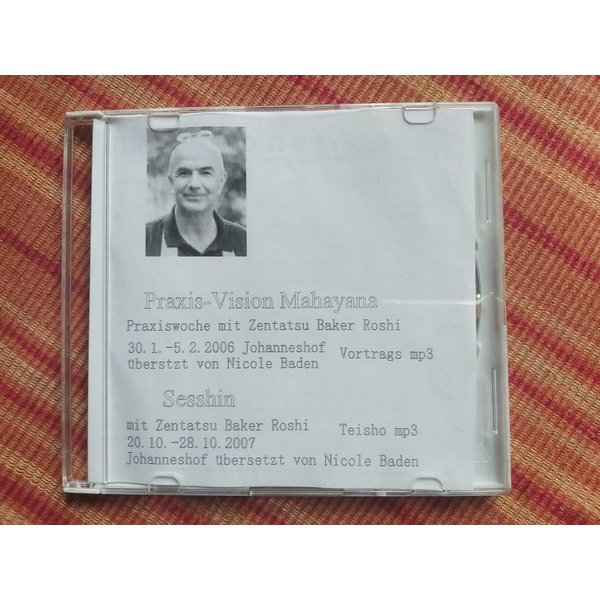 Praxis-Vision Mahayana
Praxiswoche mit Zentatsu Baker Roshi
30.1.-5.2.2006 Johanneshof Vortrags mp3
überstzt von Nicole Baden
Sesshin
mit Zentatsu Baker Roshi Teisho mp3
20.10.-28.10.2007
Johanneshof übersetzt von Nicole Baden